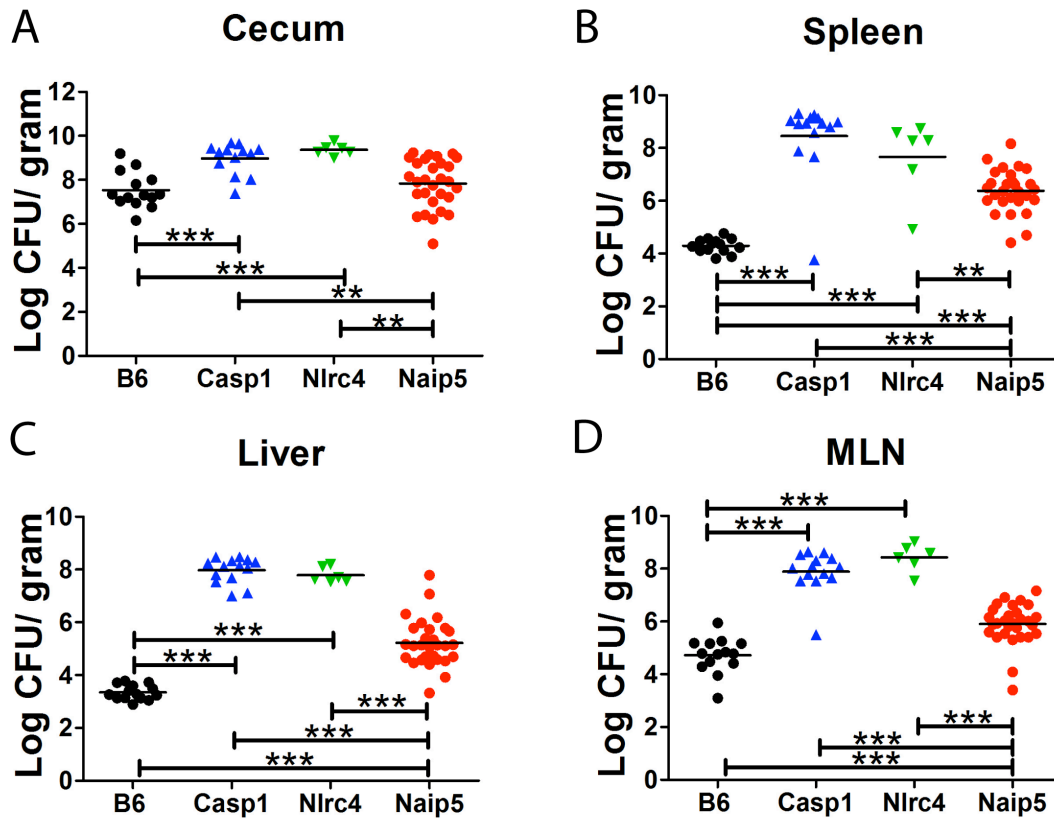 A
Cecum
Log CFU/ gram
12
10
8
6
4
2
0
***
***
**
**
B6 Casp1 Nlrc4 Naip5
B
Spleen
Log CFU/ gram
10
8
6
4
2
0
***
**
***
***
***
B6 Casp1 Nlrc4 Naip5
C
Liver
Log CFU/ gram
10
8
6
4
2
0
***
***
***
***
***
B6 Casp1 Nlrc4 Naip5
D
MLN
Log CFU/ gram
10
8
6
4
2
0
***
***
***
***
***
B6 Casp1 Nlrc4 Naip5